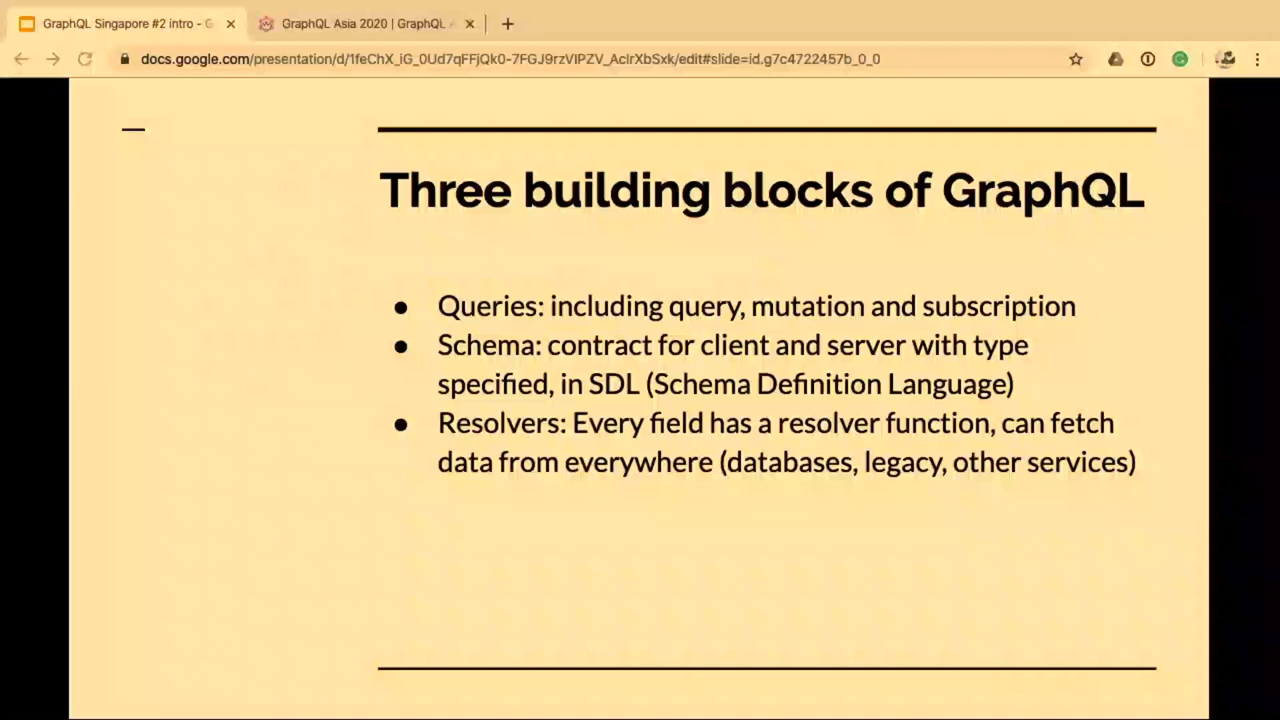 GraphQL Singapore #2 intro - G
GraphQL Asia 2020 | GraphQL A
docs.google.com/presentation/d/1feChX_iG_0Ud7qFFjQk0-7FGJ9rzVIPZV_AcIrXbSxk/edit#slide=id.g7c4722457b_0_0
Three building blocks of GraphQL
● Queries: including query, mutation and subscription
● Schema: contract for client and server with type
specified, in SDL (Schema Definition Language)
● Resolvers: Every field has a resolver function, can fetch
data from everywhere (databases, legacy, other services)